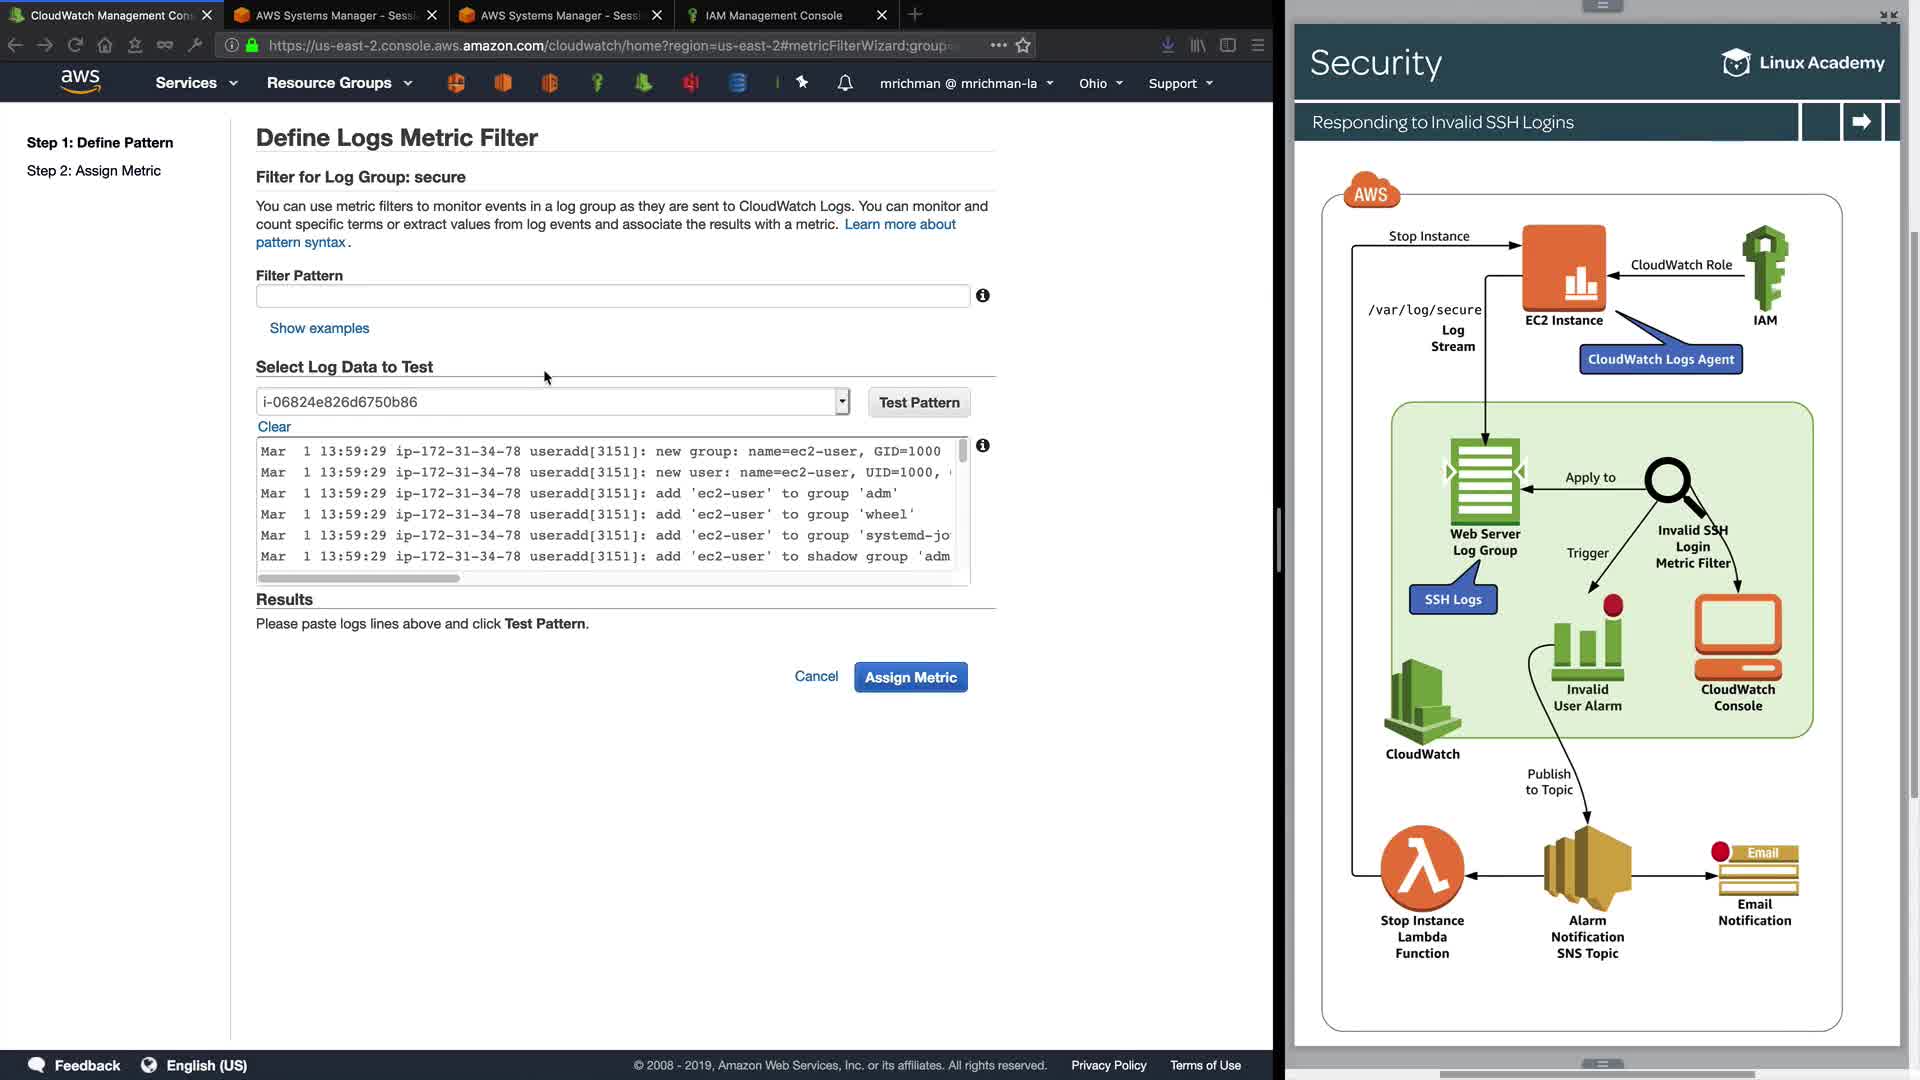 CloudWatch Management Con
AWS Systems Manager - Sessi
AWS Systems Manager - Sessi
IAM Management Console
https://us-east-2.console.aws.amazon.com/cloudwatch/home?region=us-east-2#metricFilterWizard:group=
aws
Services
Resource Groups
mrichman @ mrichman-la
Ohio
Support
Step 1: Define Pattern
Step 2: Assign Metric
Define Logs Metric Filter
Filter for Log Group: secure
You can use metric filters to monitor events in a log group as they are sent to CloudWatch Logs. You can monitor and
count specific terms or extract values from log events and associate the results with a metric. Learn more about
pattern syntax.
Filter Pattern
Show examples
Select Log Data to Test
i-06824e826d6750b86
Test Pattern
Clear
Mar  1 13:59:29 ip-172-31-34-78 useradd[3151]: new group: name=ec2-user, GID=1000
Mar  1 13:59:29 ip-172-31-34-78 useradd[3151]: new user: name=ec2-user, UID=1000,
Mar  1 13:59:29 ip-172-31-34-78 useradd[3151]: add 'ec2-user' to group 'adm'
Mar  1 13:59:29 ip-172-31-34-78 useradd[3151]: add 'ec2-user' to group 'wheel'
Mar  1 13:59:29 ip-172-31-34-78 useradd[3151]: add 'ec2-user' to group 'systemd-jo
Mar  1 13:59:29 ip-172-31-34-78 useradd[3151]: add 'ec2-user' to shadow group 'adm
Results
Please paste logs lines above and click Test Pattern.
Cancel
Assign Metric
Feedback
English (US)
© 2008 - 2019, Amazon Web Services, Inc. or its affiliates. All rights reserved.
Privacy Policy
Terms of Use
Security
Linux Academy
Responding to Invalid SSH Logins
AWS
Stop Instance
CloudWatch Role
/var/log/secure
Log
Stream
EC2 Instance
IAM
CloudWatch Logs Agent
Apply to
Web Server
Log Group
Invalid SSH
Login
Metric Filter
Trigger
SSH Logs
Invalid
User Alarm
CloudWatch
Console
CloudWatch
Publish
to Topic
Email
Stop Instance
Lambda
Function
Alarm
Notification
SNS Topic
Email
Notification